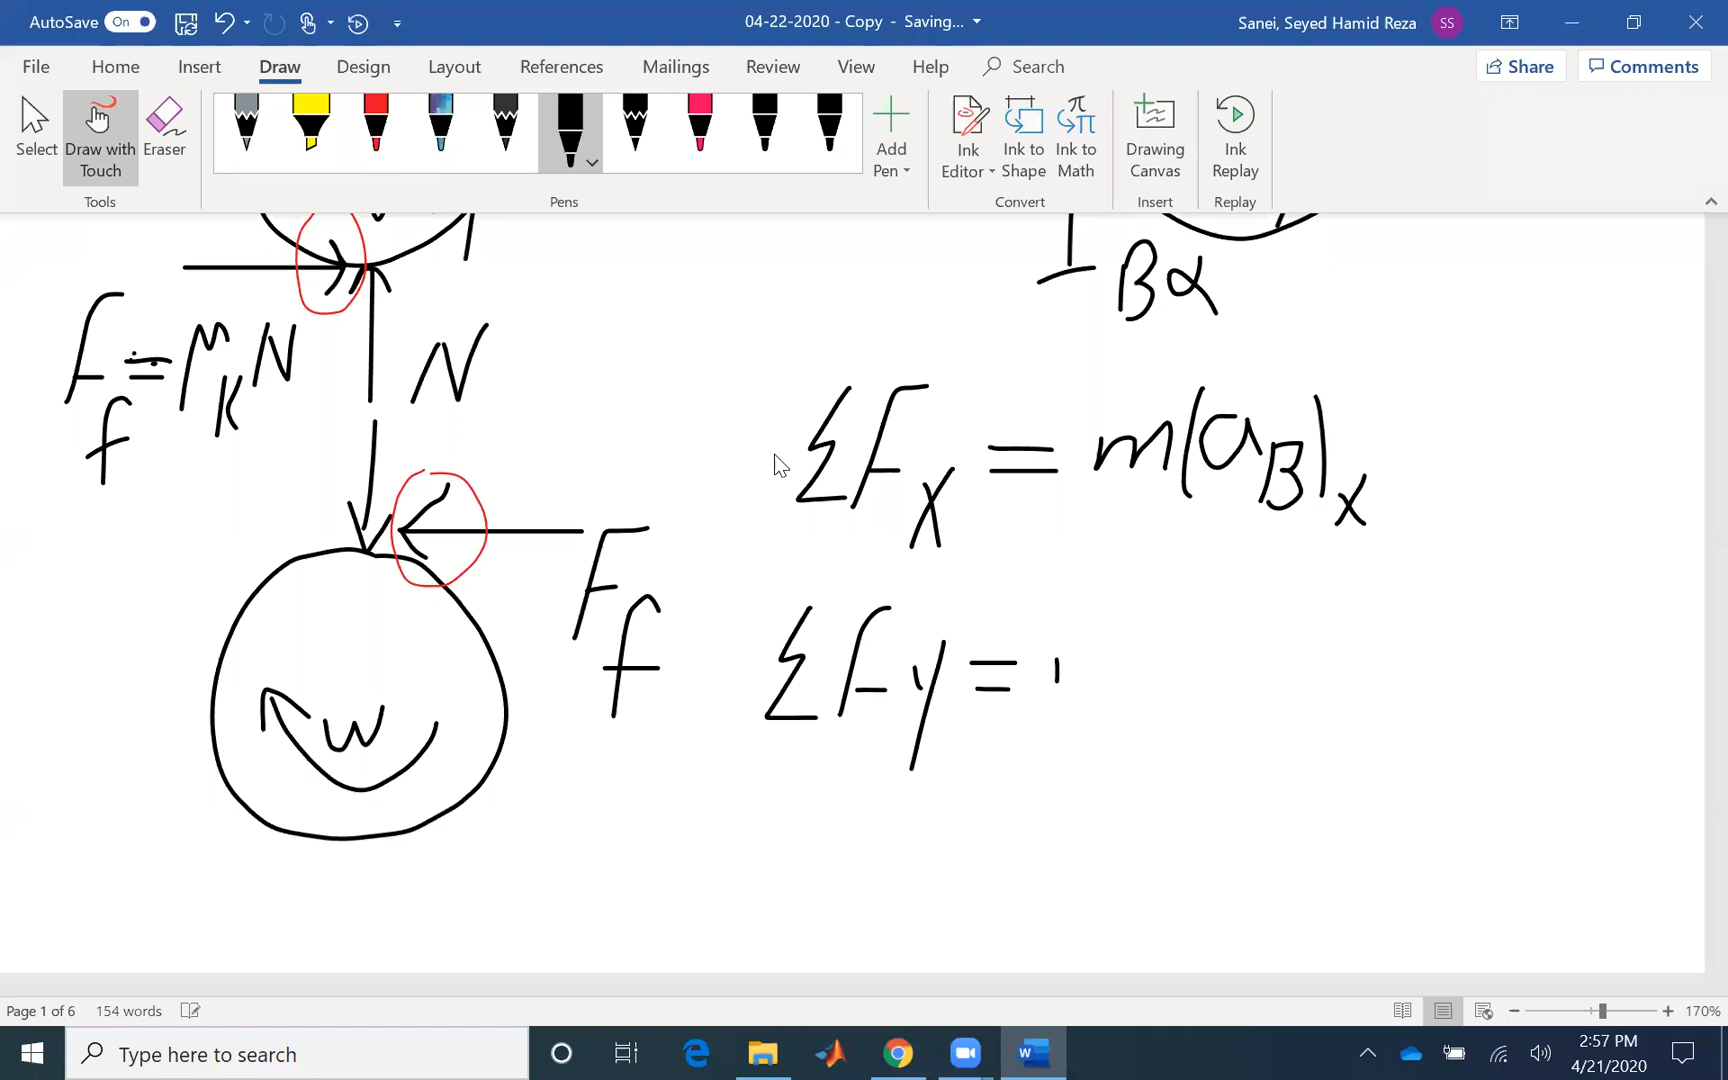 AutoSave On 04-22-2020 - Copy - Saving... Sanei, Seyed Hamid Reza SS
File Home Insert Draw Design Layout References Mailings Review View Help Search Share Comments
Select Draw with Touch Eraser Add Pen Ink Editor Ink to Shape Ink to Math Drawing Canvas Ink Replay
Tools Pens Convert Insert Replay
I_Bα
F_f = μ_k N
N
ΣF_x = m(a_B)_x
F_f
ΣF_y =
w
Page 1 of 6 154 words 170%
Type here to search
2:57 PM
4/21/2020